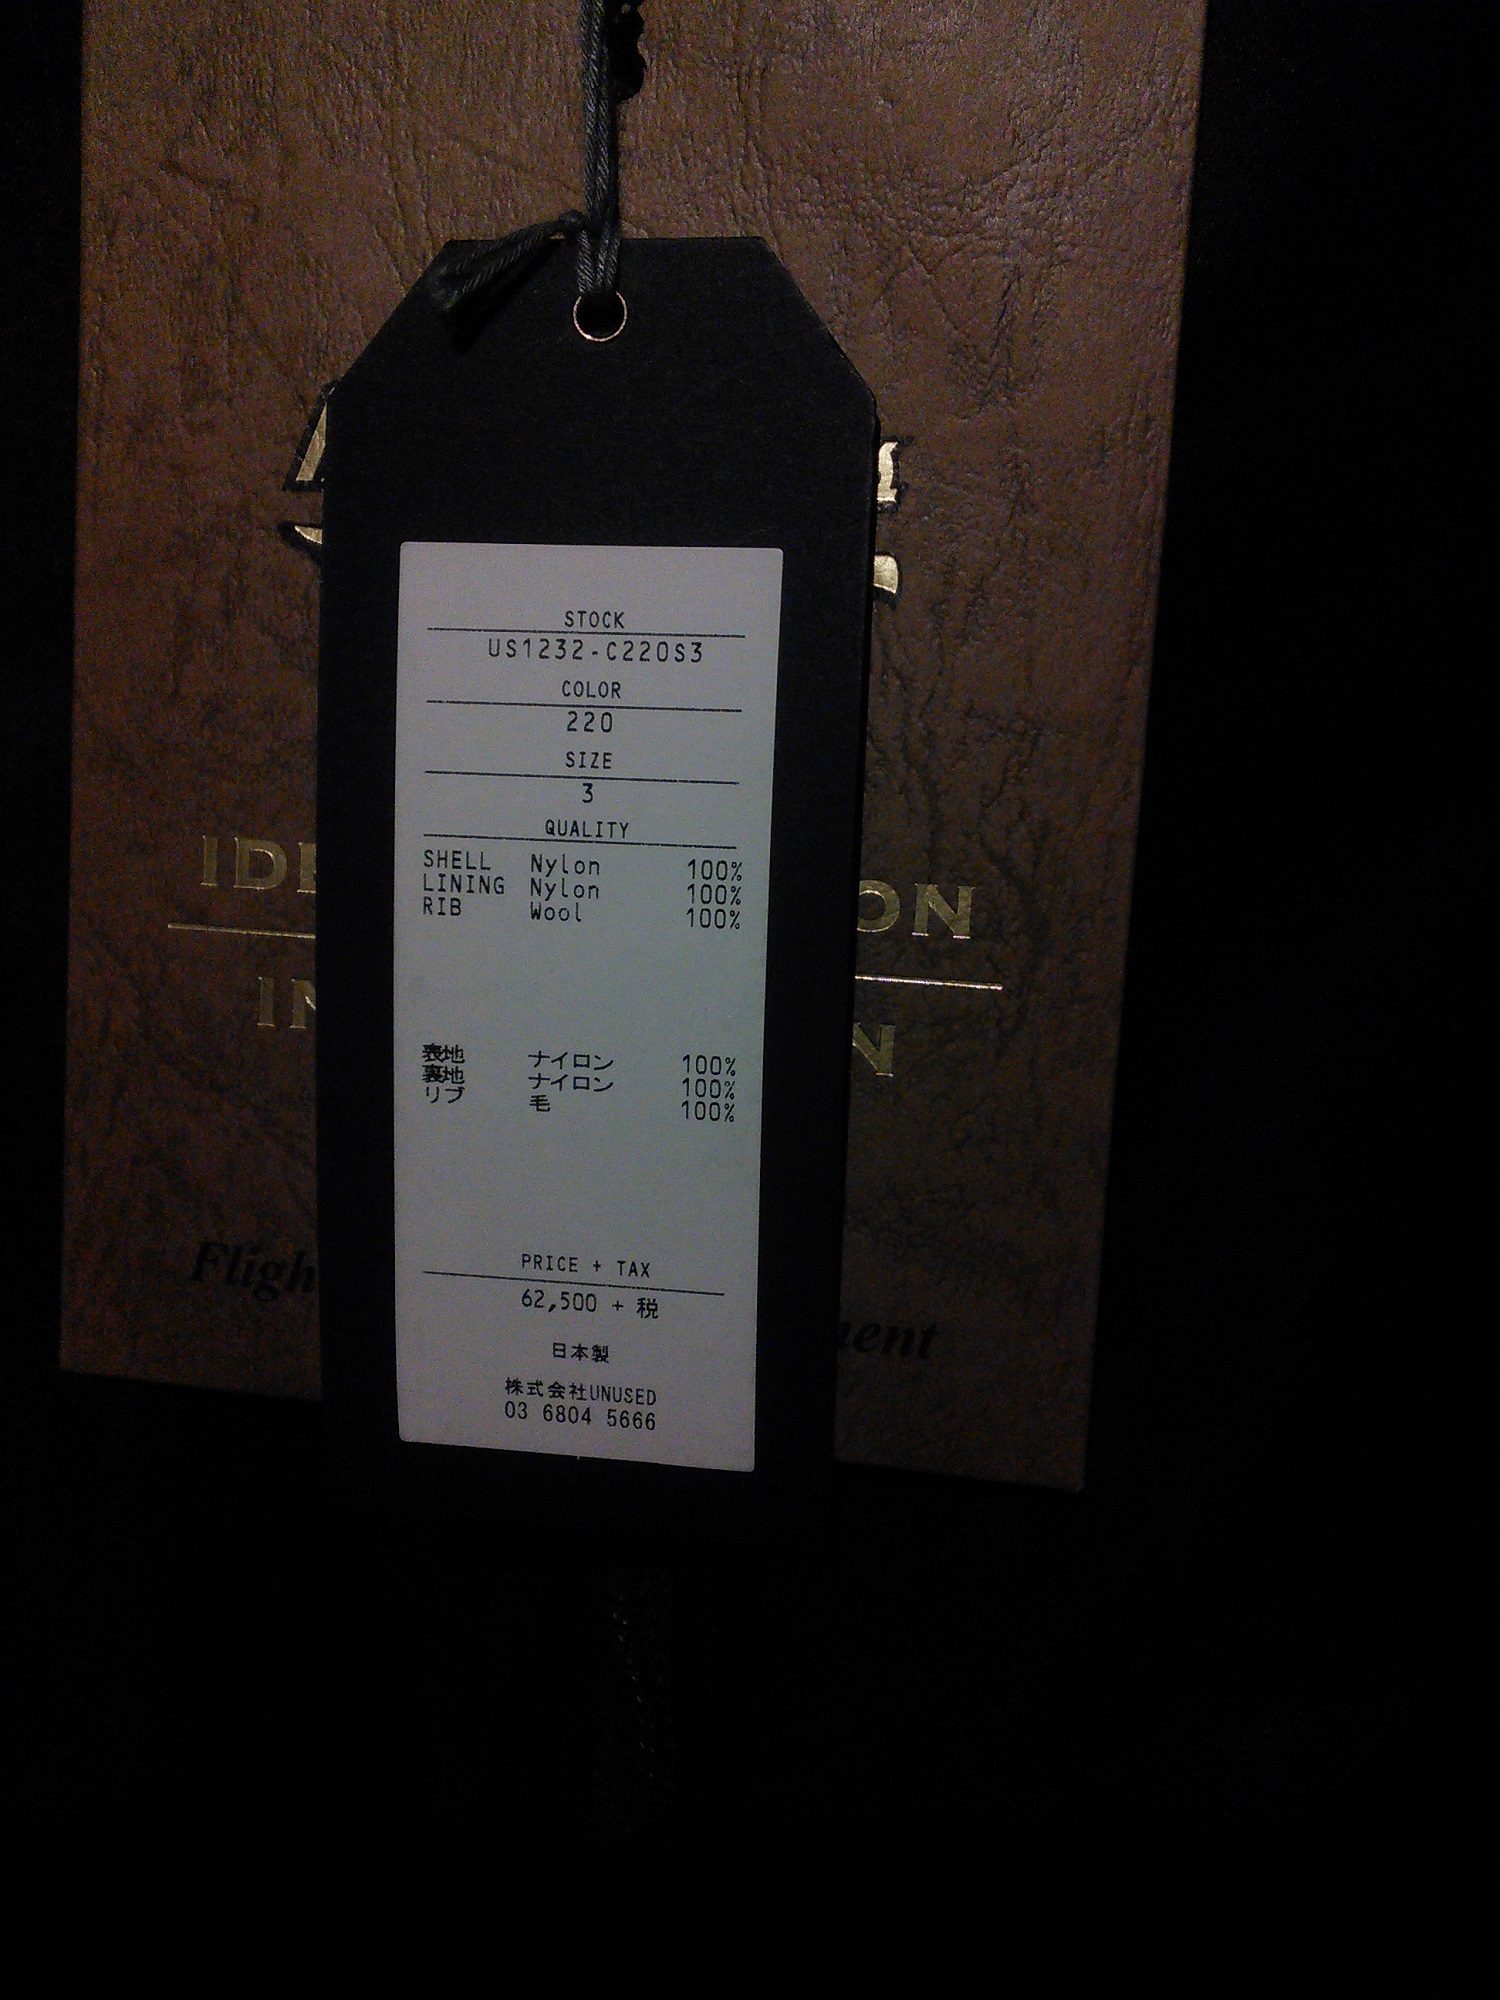 STOCK
US1232-C220S3
COLOR
220
SIZE
3
QUALITY
SHELL Nylon 100%
LINING Nylon 100%
RIB Wool 100%
表地 ナイロン 100%
裏地 ナイロン 100%
リブ 毛 100%
PRICE + TAX
62,500 + 税
日本製
株式会社UNUSED
03 6804 5666